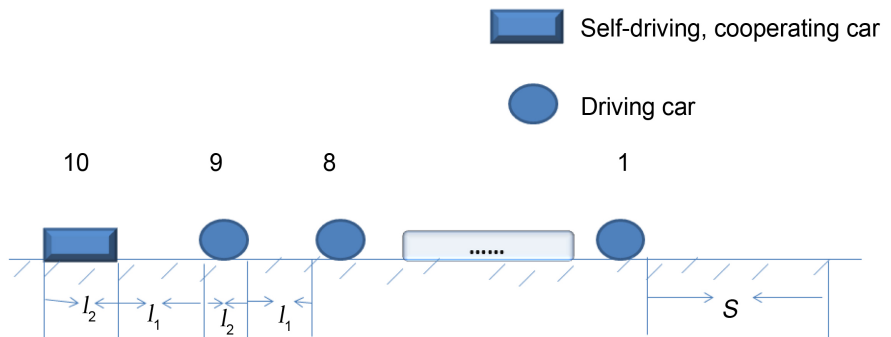 Self-driving, cooperating car
Driving car
10 9 8 1
......
l₂ l₁ l₂ l₁ S